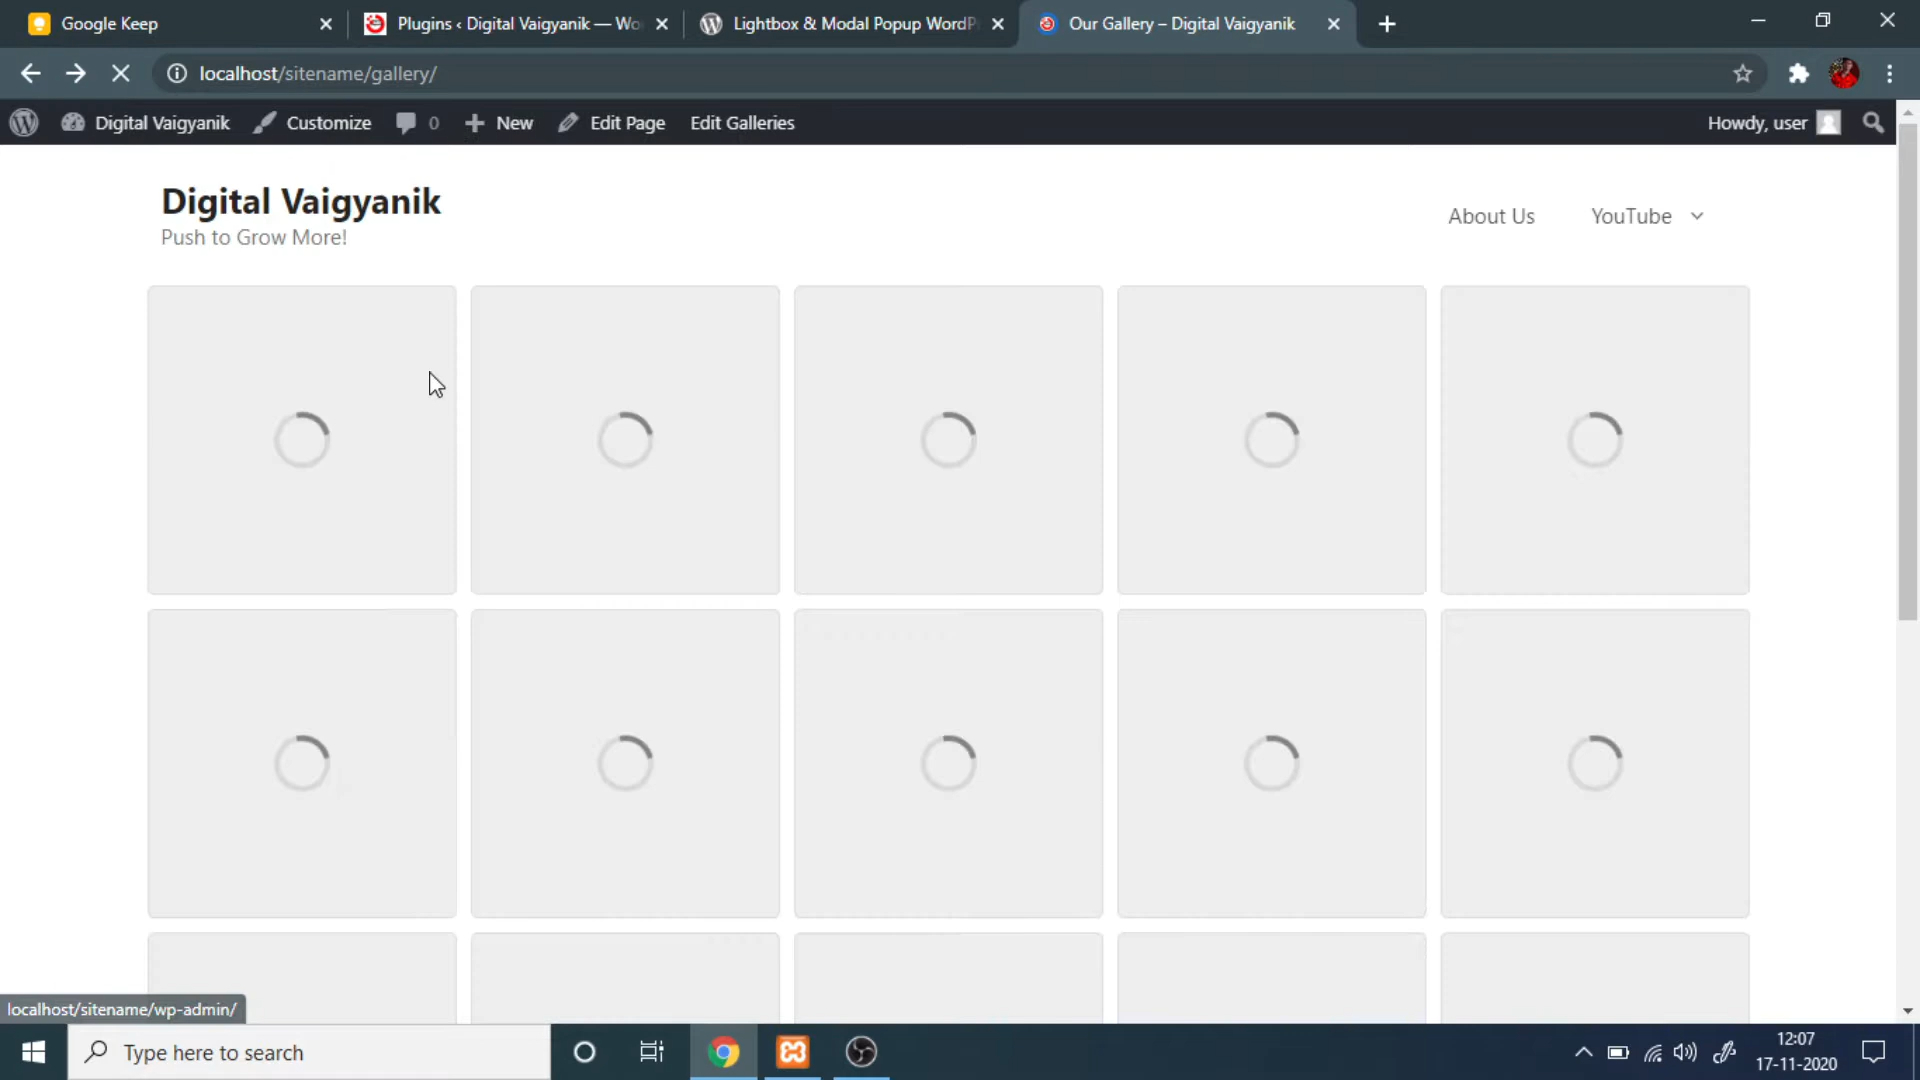 Google Keep
Plugins ‹ Digital Vaigyanik — Wo
Lightbox & Modal Popup WordP
Our Gallery – Digital Vaigyanik
localhost/sitename/gallery/
Digital Vaigyanik
Customize
0
New
Edit Page
Edit Galleries
Howdy, user
Digital Vaigyanik
Push to Grow More!
About Us
YouTube
localhost/sitename/wp-admin/
Type here to search
12:07
17-11-2020